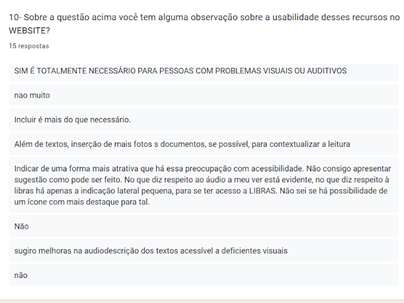 10- Sobre a questão acima você tem alguma observação sobre a usabilidade desses recursos no
WEBSITE?
15 respostas
SIM É TOTALMENTE NECESSÁRIO PARA PESSOAS COM PROBLEMAS VISUAIS OU AUDITIVOS
nao muito
Incluir é mais do que necessário.
Além de textos, inserção de mais fotos s documentos, se possível, para contextualizar a leitura
Indicar de uma forma mais atrativa que há essa preocupação com acessibilidade. Não consigo apresentar
sugestão como pode ser feito. No que diz respeito ao áudio a meu ver está evidente, no que diz respeito à
libras há apenas a indicação lateral pequena, para se ter acesso a LIBRAS. Não sei se há possibilidade de
um ícone com mais destaque para tal.
Não
sugiro melhoras na audiodescrição dos textos acessível a deficientes visuais
não